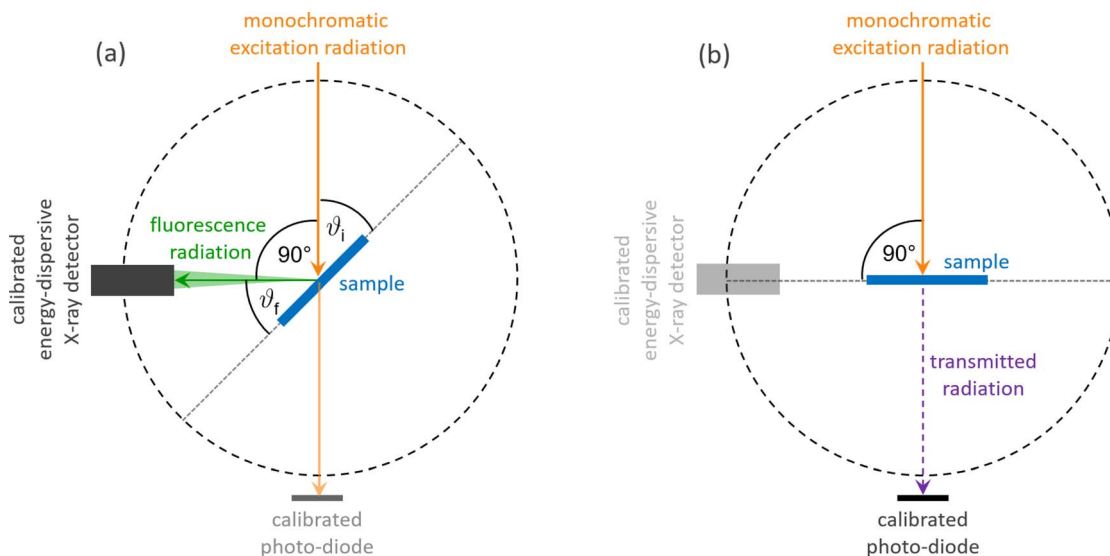 (a)
monochromatic
excitation radiation
fluorescence
radiation
90°
ϑi
ϑf
sample
calibrated
energy-dispersive
X-ray detector
calibrated
photo-diode
(b)
monochromatic
excitation radiation
90°
sample
calibrated
energy-dispersive
X-ray detector
transmitted
radiation
calibrated
photo-diode